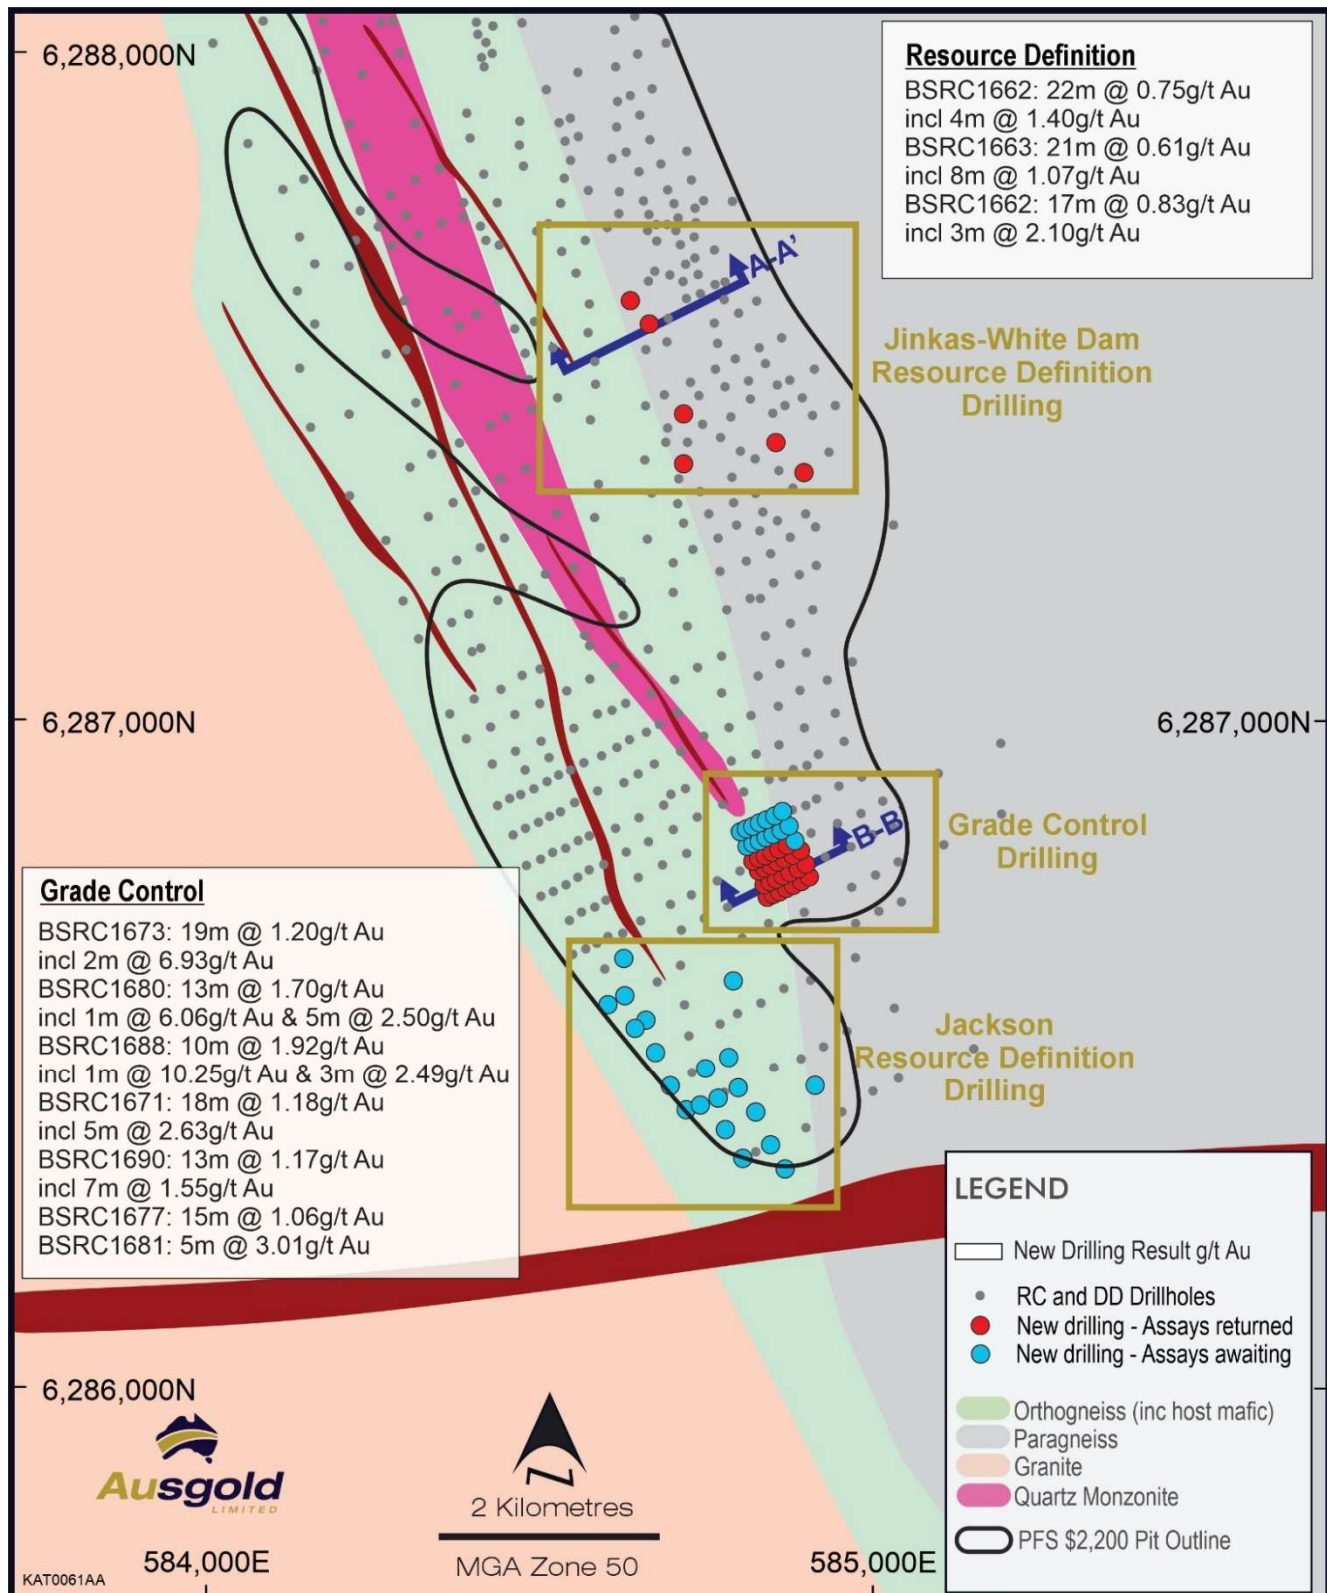 6,288,000N
Resource Definition
BSRC1662: 22m @ 0.75g/t Au
incl 4m @ 1.40g/t Au
BSRC1663: 21m @ 0.61g/t Au
incl 8m @ 1.07g/t Au
BSRC1662: 17m @ 0.83g/t Au
incl 3m @ 2.10g/t Au
A-A'
Jinkas-White Dam
Resource Definition
Drilling
6,287,000N
6,287,000N
B-B
Grade Control
Drilling
Grade Control
BSRC1673: 19m @ 1.20g/t Au
incl 2m @ 6.93g/t Au
BSRC1680: 13m @ 1.70g/t Au
incl 1m @ 6.06g/t Au & 5m @ 2.50g/t Au
BSRC1688: 10m @ 1.92g/t Au
incl 1m @ 10.25g/t Au & 3m @ 2.49g/t Au
BSRC1671: 18m @ 1.18g/t Au
incl 5m @ 2.63g/t Au
BSRC1690: 13m @ 1.17g/t Au
incl 7m @ 1.55g/t Au
BSRC1677: 15m @ 1.06g/t Au
BSRC1681: 5m @ 3.01g/t Au
Jackson
Resource Definition
Drilling
LEGEND
New Drilling Result g/t Au
RC and DD Drillholes
New drilling - Assays returned
New drilling - Assays awaiting
Orthogneiss (inc host mafic)
Paragneiss
Granite
Quartz Monzonite
PFS $2,200 Pit Outline
6,286,000N
Ausgold
LIMITED
N
2 Kilometres
MGA Zone 50
584,000E
585,000E
KAT0061AA